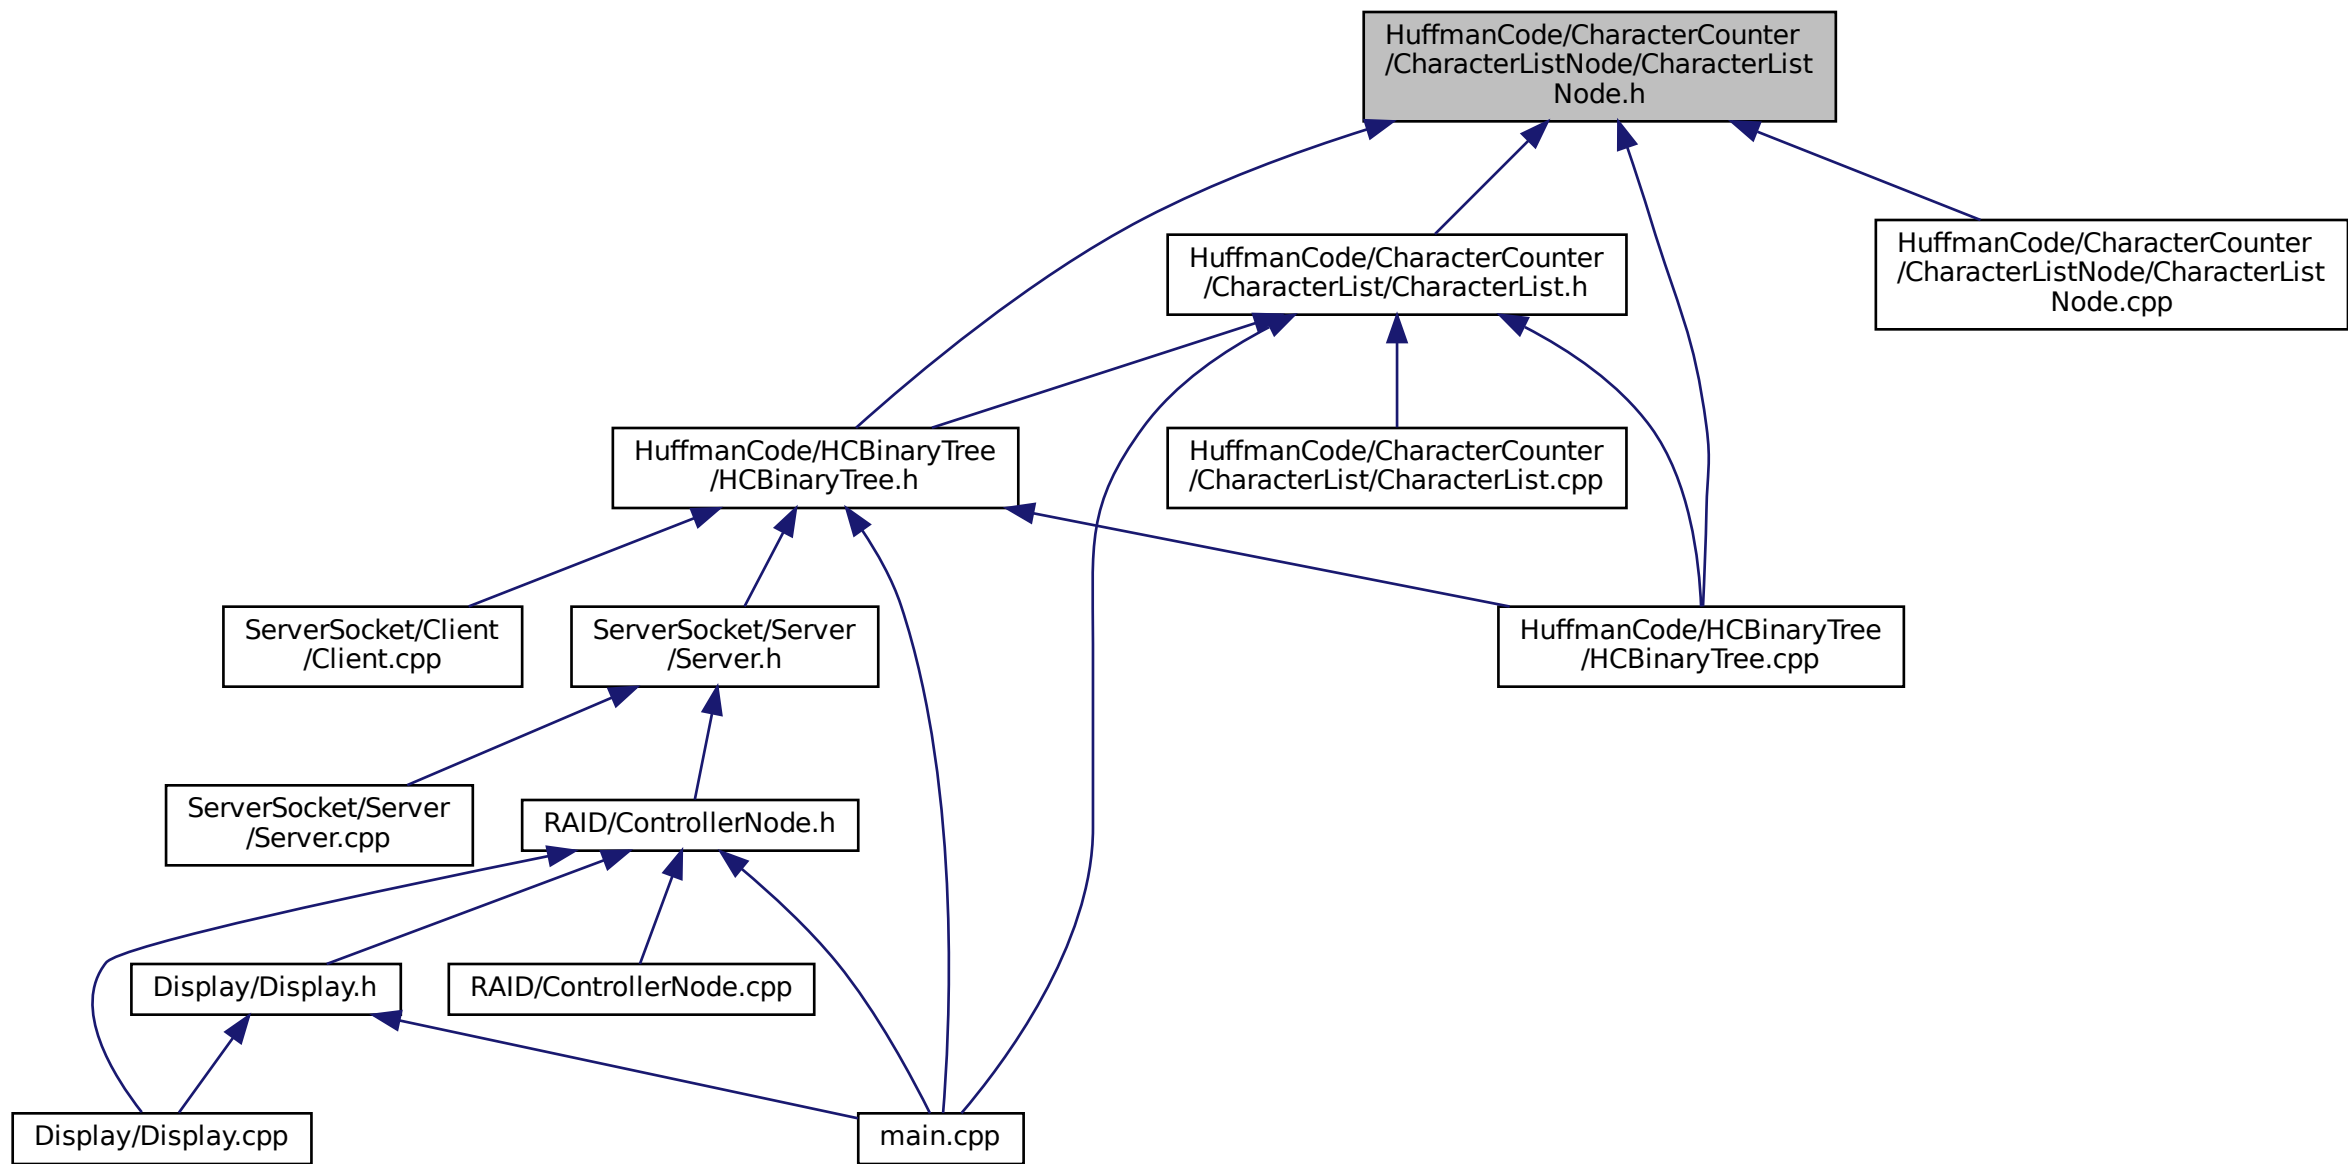 HuffmanCode/CharacterCounter
/CharacterListNode/CharacterList
Node.h
HuffmanCode/CharacterCounter
/CharacterList/CharacterList.h
HuffmanCode/CharacterCounter
/CharacterListNode/CharacterList
Node.cpp
HuffmanCode/HCBinaryTree
/HCBinaryTree.h
HuffmanCode/CharacterCounter
/CharacterList/CharacterList.cpp
ServerSocket/Client
/Client.cpp
ServerSocket/Server
/Server.h
HuffmanCode/HCBinaryTree
/HCBinaryTree.cpp
ServerSocket/Server
/Server.cpp
RAID/ControllerNode.h
Display/Display.h
RAID/ControllerNode.cpp
Display/Display.cpp
main.cpp